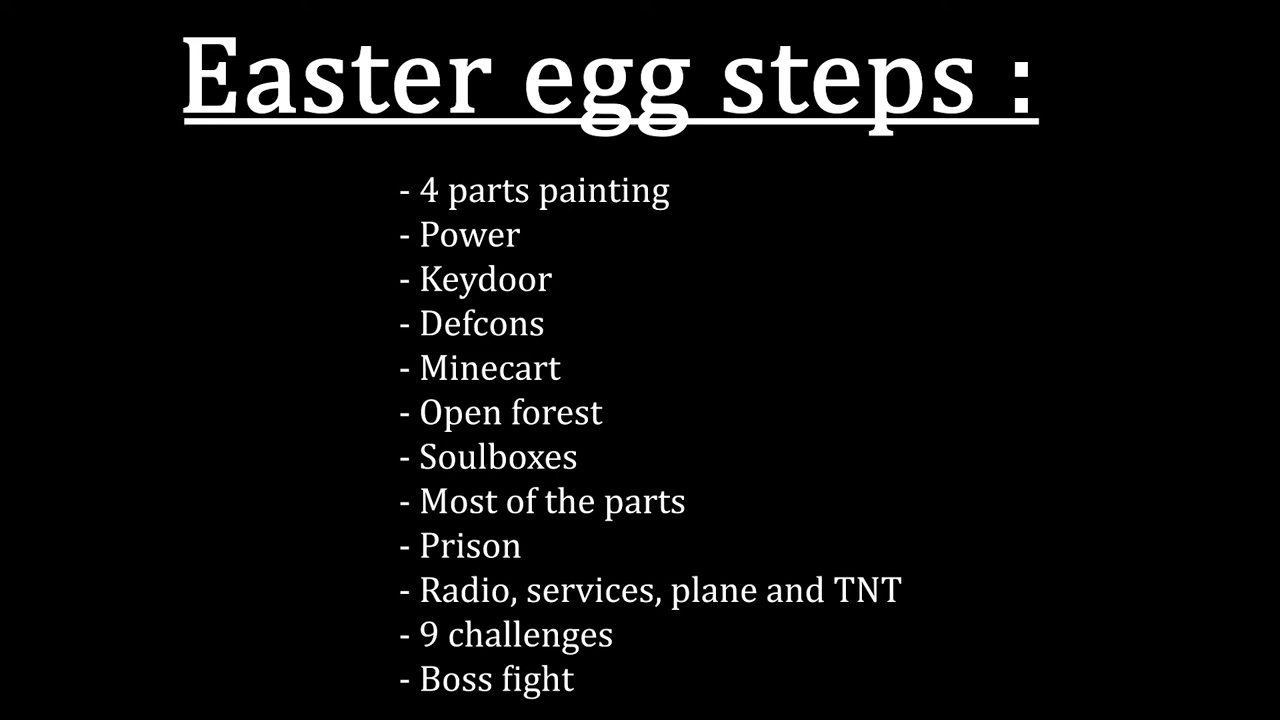 Easter egg steps :
- 4 parts painting
- Power
- Keydoor
- Defcons
- Minecart
- Open forest
- Soulboxes
- Most of the parts
- Prison
- Radio, services, plane and TNT
- 9 challenges
- Boss fight